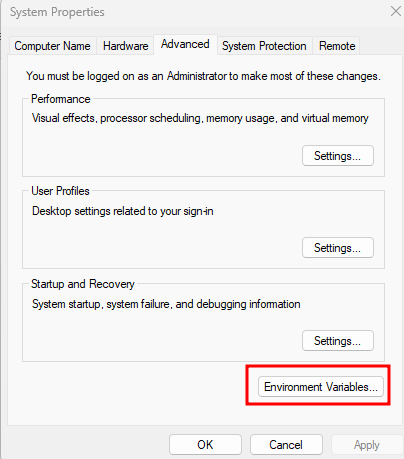 System Properties
Computer Name Hardware Advanced System Protection Remote
You must be logged on as an Administrator to make most of these changes.
Performance
Visual effects, processor scheduling, memory usage, and virtual memory
Settings...
User Profiles
Desktop settings related to your sign-in
Settings...
Startup and Recovery
System startup, system failure, and debugging information
Settings...
Environment Variables...
OK Cancel Apply